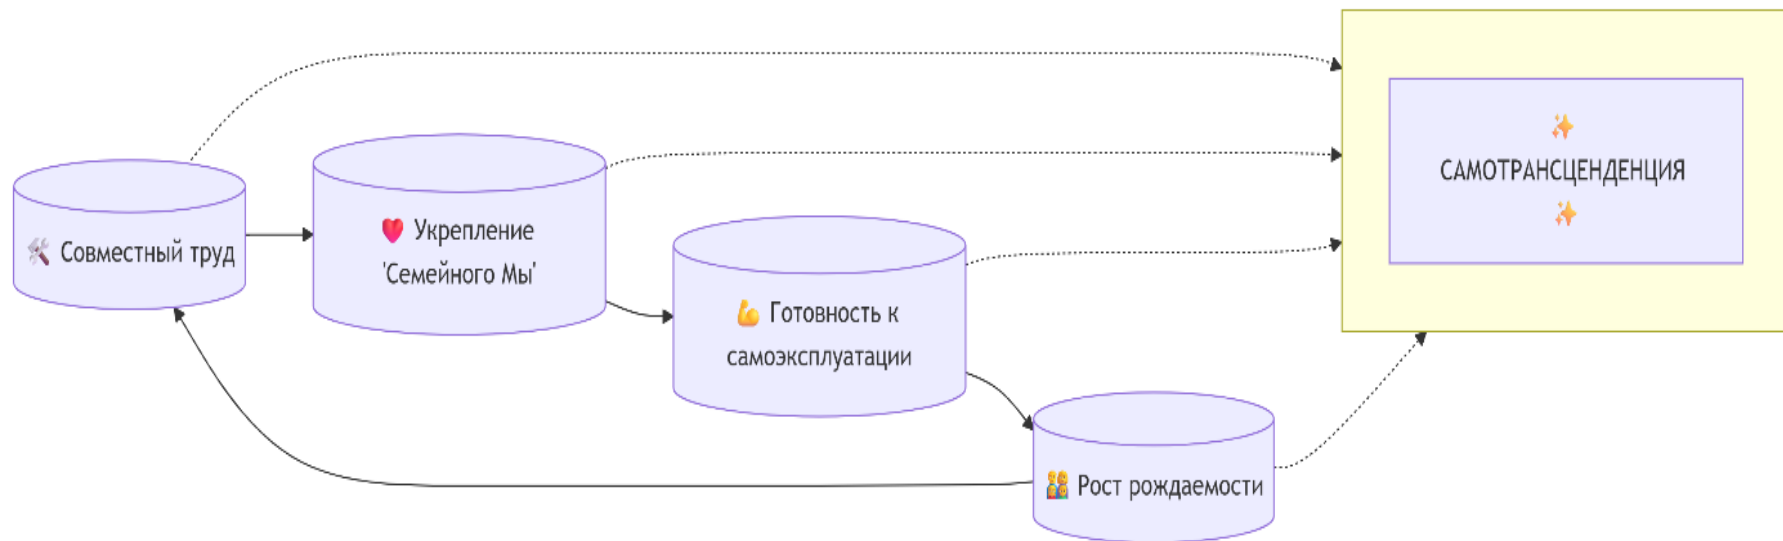 🛠 Совместный труд
❤ Укрепление
'Семейного Мы'
💪 Готовность к
самоэксплуатации
👨‍👩‍👧‍👦 Рост рождаемости
✨
САМОТРАНСЦЕНДЕНЦИЯ
✨